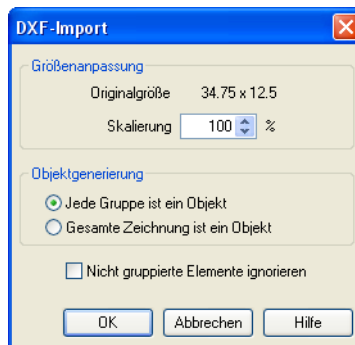 DXF-Import
Größenanpassung
Originalgröße 34.75 x 12.5
Skalierung 100 %
Objektgenerierung
Jede Gruppe ist ein Objekt
Gesamte Zeichnung ist ein Objekt
Nicht gruppierte Elemente ignorieren
OK Abbrechen Hilfe